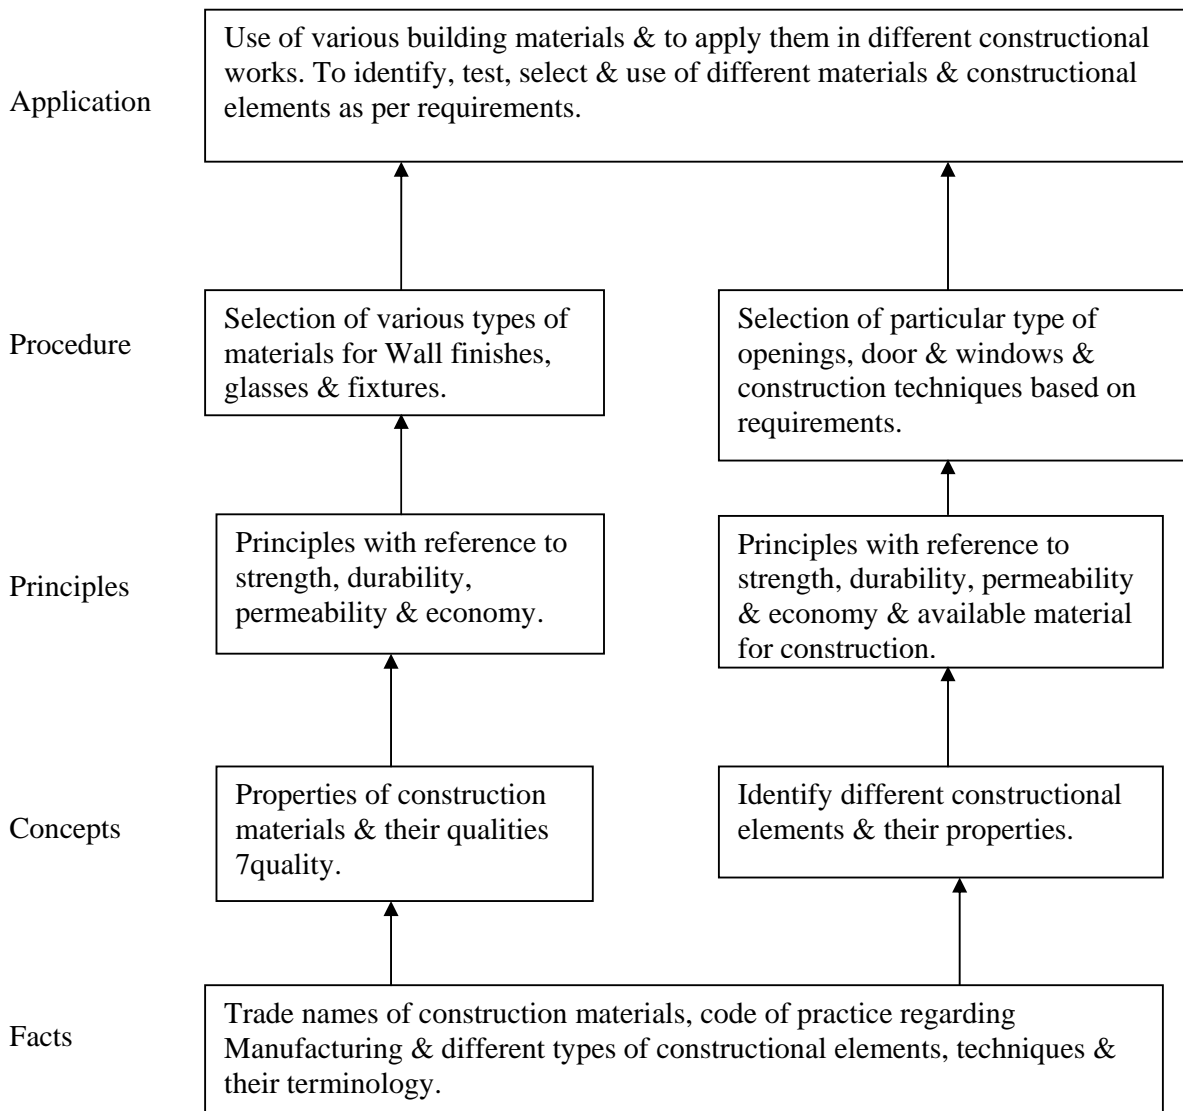 Application
Use of various building materials & to apply them in different constructional
works. To identify, test, select & use of different materials & constructional
elements as per requirements.
Procedure
Selection of various types of
materials for Wall finishes,
glasses & fixtures.
Selection of particular type of
openings, door & windows &
construction techniques based on
requirements.
Principles
Principles with reference to
strength, durability,
permeability & economy.
Principles with reference to
strength, durability, permeability
& economy & available material
for construction.
Concepts
Properties of construction
materials & their qualities
7quality.
Identify different constructional
elements & their properties.
Facts
Trade names of construction materials, code of practice regarding
Manufacturing & different types of constructional elements, techniques &
their terminology.